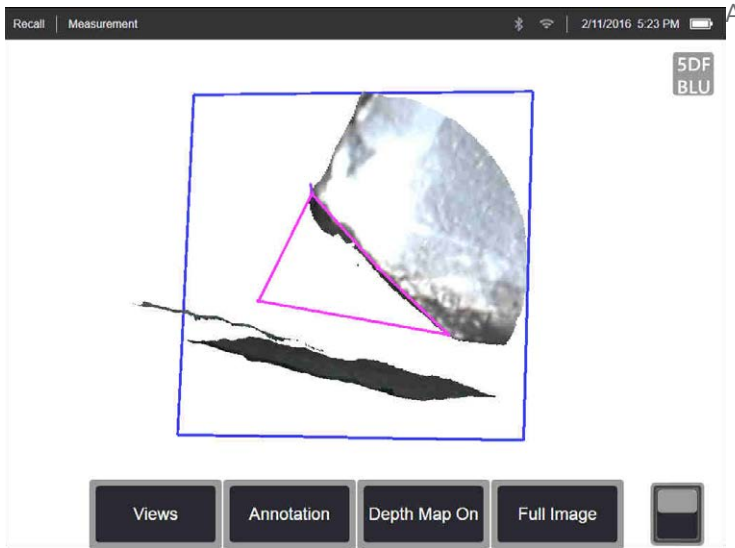 Recall | Measurement
2/11/2016 5:23 PM
A
5DF
BLU
Views
Annotation
Depth Map On
Full Image